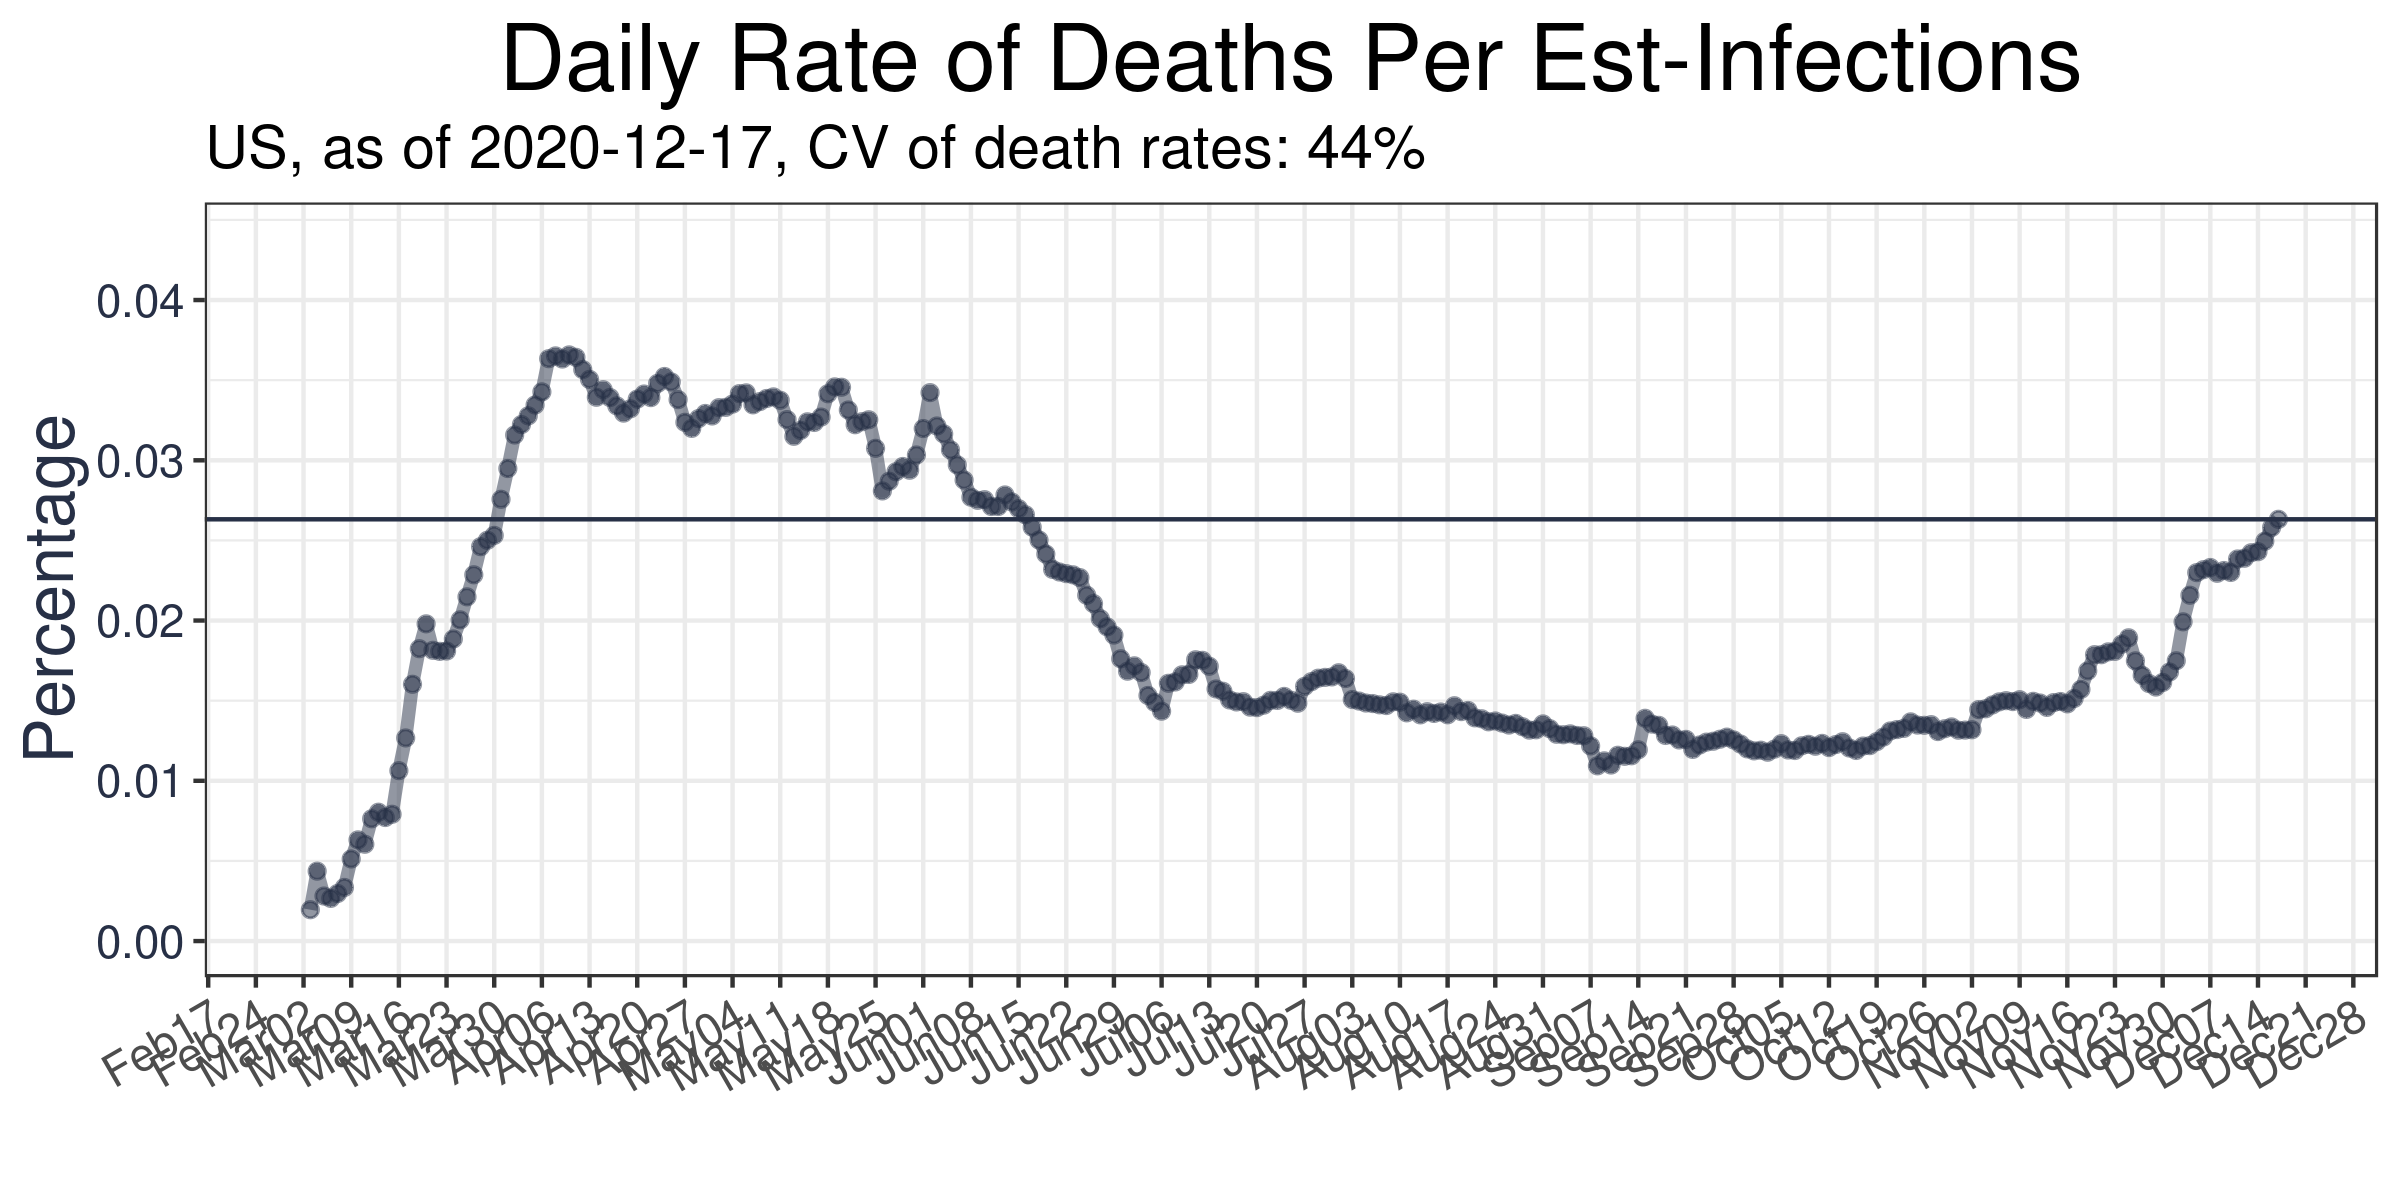 Daily Rate of Deaths Per Est-Infections
US, as of 2020-12-17, CV of death rates: 44%
Percentage
0.04
0.03
0.02
0.01
0.00
Feb17
Feb24
Mar02
Mar09
Mar16
Mar23
Mar30
Apr06
Apr13
Apr20
Apr27
May04
May11
May18
May25
Jun01
Jun08
Jun15
Jun22
Jun29
Jul06
Jul13
Jul20
Jul27
Aug03
Aug10
Aug17
Aug24
Aug31
Sep07
Sep14
Sep21
Sep28
Oct05
Oct12
Oct19
Oct26
Nov02
Nov09
Nov16
Nov23
Nov30
Dec07
Dec14
Dec21
Dec28